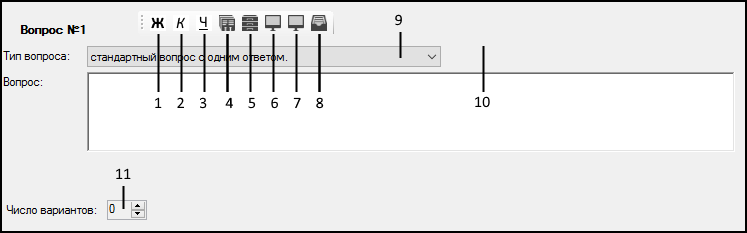 9
Вопрос №1 Ж К Ч
Тип вопроса: стандартный вопрос с одним ответом.
Вопрос: 1 2 3 4 5 6 7 8 10
11
Число вариантов: 0